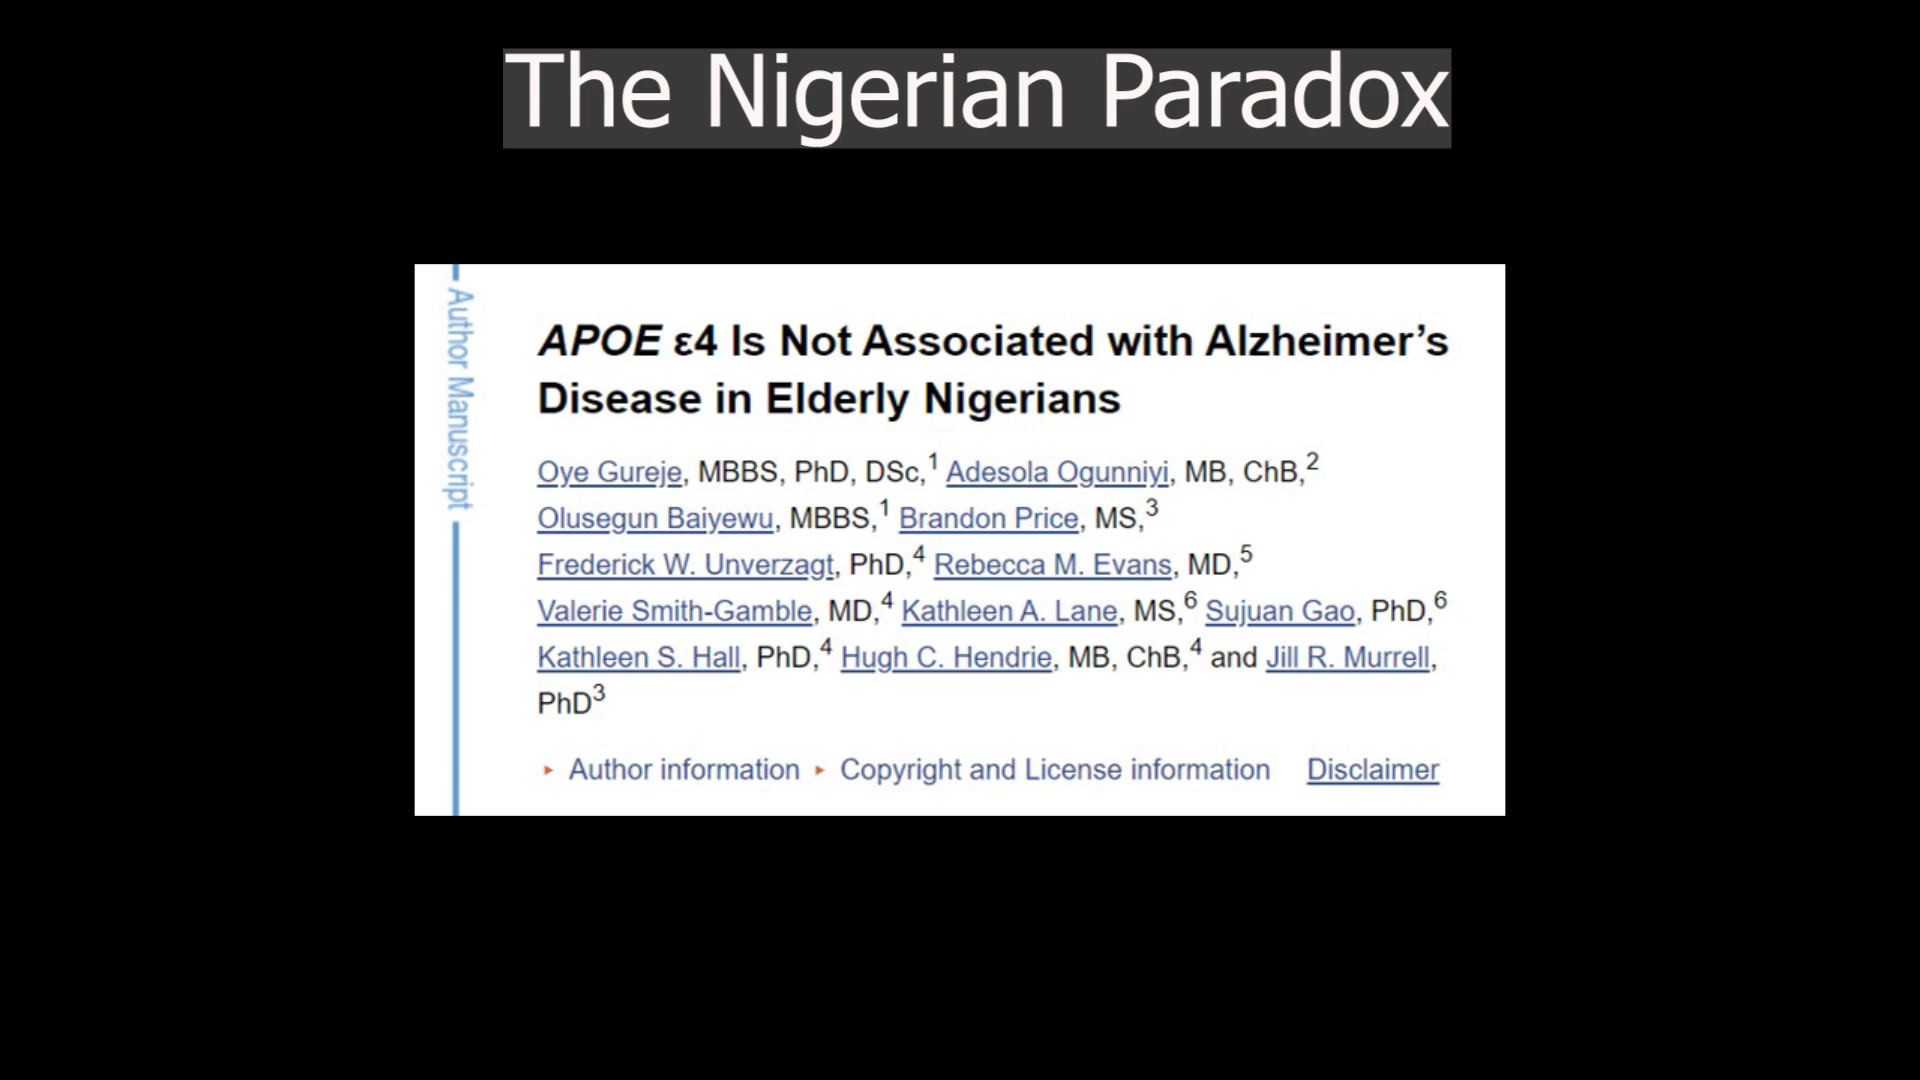 The Nigerian Paradox
Author Manuscript
APOE ε4 Is Not Associated with Alzheimer’s
Disease in Elderly Nigerians
Oye Gureje, MBBS, PhD, DSc,1 Adesola Ogunniyi, MB, ChB,2
Olusegun Baiyewu, MBBS,1 Brandon Price, MS,3
Frederick W. Unverzagt, PhD,4 Rebecca M. Evans, MD,5
Valerie Smith-Gamble, MD,4 Kathleen A. Lane, MS,6 Sujuan Gao, PhD,6
Kathleen S. Hall, PhD,4 Hugh C. Hendrie, MB, ChB,4 and Jill R. Murrell,
PhD3
▸ Author information ▸ Copyright and License information Disclaimer